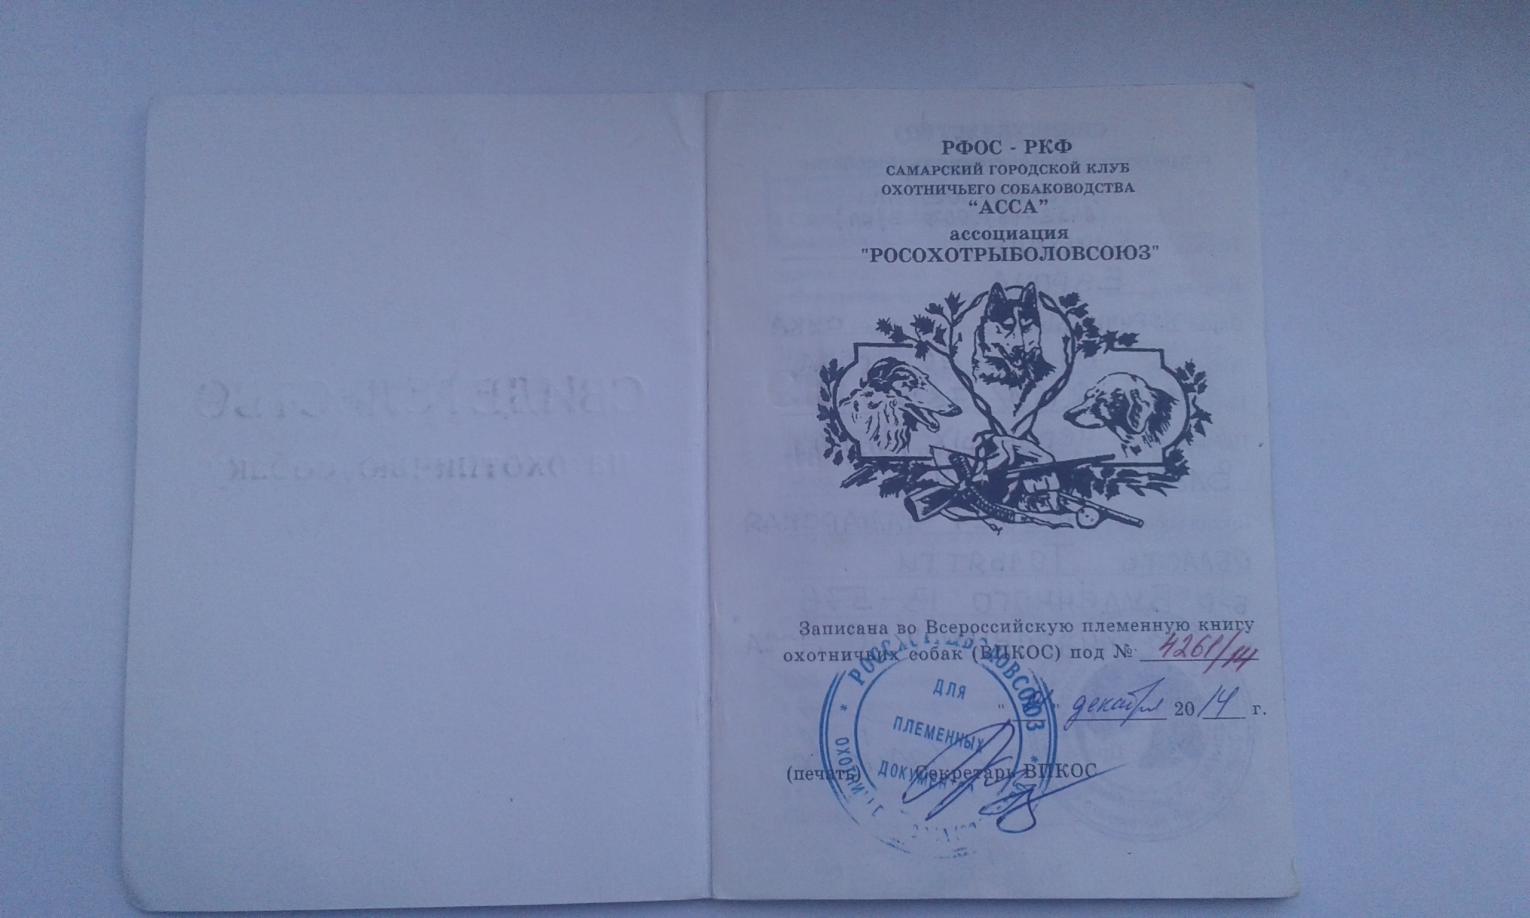 РФОС - РКФ
САМАРСКИЙ ГОРОДСКОЙ КЛУБ
ОХОТНИЧЬЕГО СОБАКОВОДСТВА
“АССА”
ассоциация
"РОСОХОТРЫБОЛОВСОЮЗ"
Записана во Всероссийскую племенную книгу
охотничьих собак (ВПКОС) под № 4261/14
декабря 2014 г.
(печать) Секретарь ВПКОС
ДЛЯ
ПЛЕМЕННЫХ